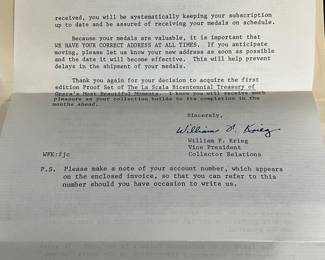 received, you will be systematically keeping your subscription
up to date and be assured of receiving your medals on schedule.
Because your medals are valuable, it is important that
WE HAVE YOUR CORRECT ADDRESS AT ALL TIMES. If you anticipate
moving, please let us know your new address as soon as possible
and the date it will become effective. This will help prevent
delays in the shipment of your medals.
Thank you again for your decision to acquire the first
edition Proof Set of The La Scala Bicentennial Treasury of
Opera's Most Beautiful Moments. I know you will receive much
pleasure as your collection builds to its completion in the
months ahead.
Sincerely,
William F. Krieg
William F. Krieg
Vice President
Collector Relations
WFK:fjc
P.S. Please make a note of your account number, which appears
on the enclosed invoice, so that you can refer to this
number should you have occasion to write us.